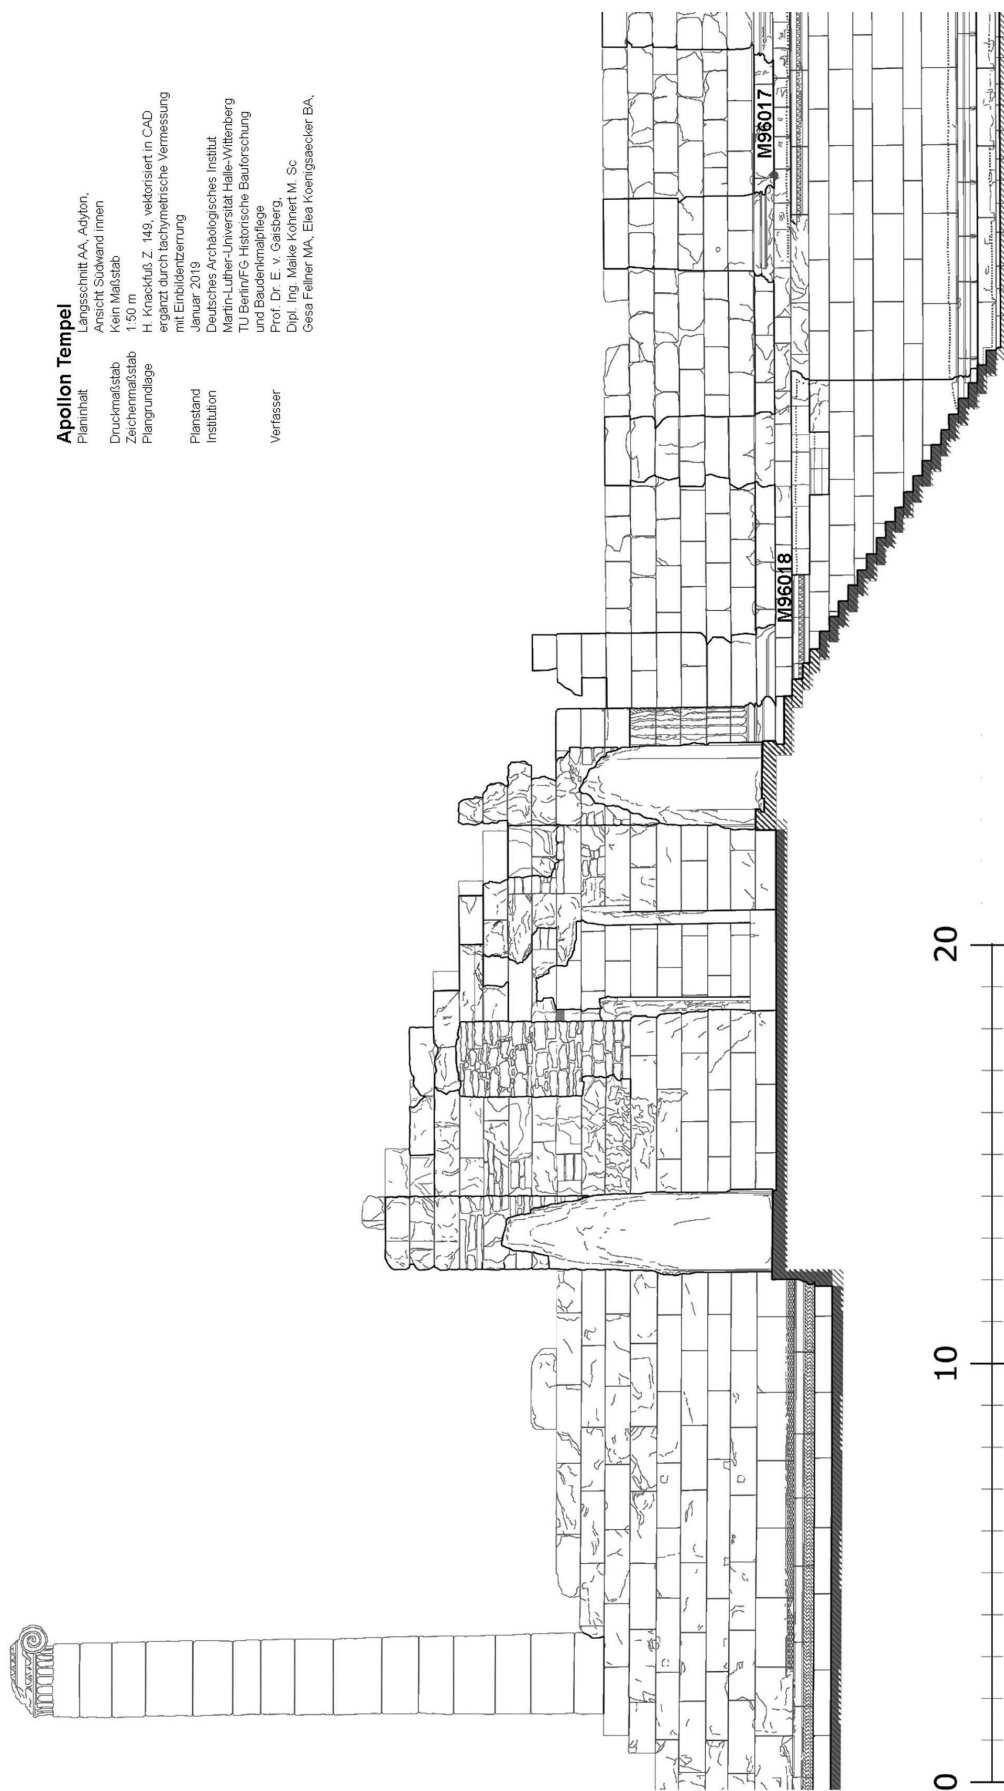 Apollon Tempel
Planinhalt Längsschnitt AA, Adyton,
Ansicht Südwand innen
Druckmaßstab Kein Maßstab
Zeichenmaßstab 1:50 m
Plangrundlage H. Knackfuß Z. 149, vektorisiert in CAD
ergänzt durch tachymetrische Vermessung
mit Einbildentzerrung
Planstand Januar 2019
Institution Deutsches Archäologisches Institut
Martin-Luther-Universität Halle-Wittenberg
TU Berlin/FG Historische Bauforschung
und Baudenkmalpflege
Verfasser Prof. Dr. E. v. Gaisberg,
Dipl. Ing. Maike Kohnert M. Sc
Gesa Fellner MA, Elea Koenigsaecker BA,
M96018
M96017
0
10
20